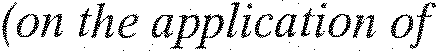 (on the application of